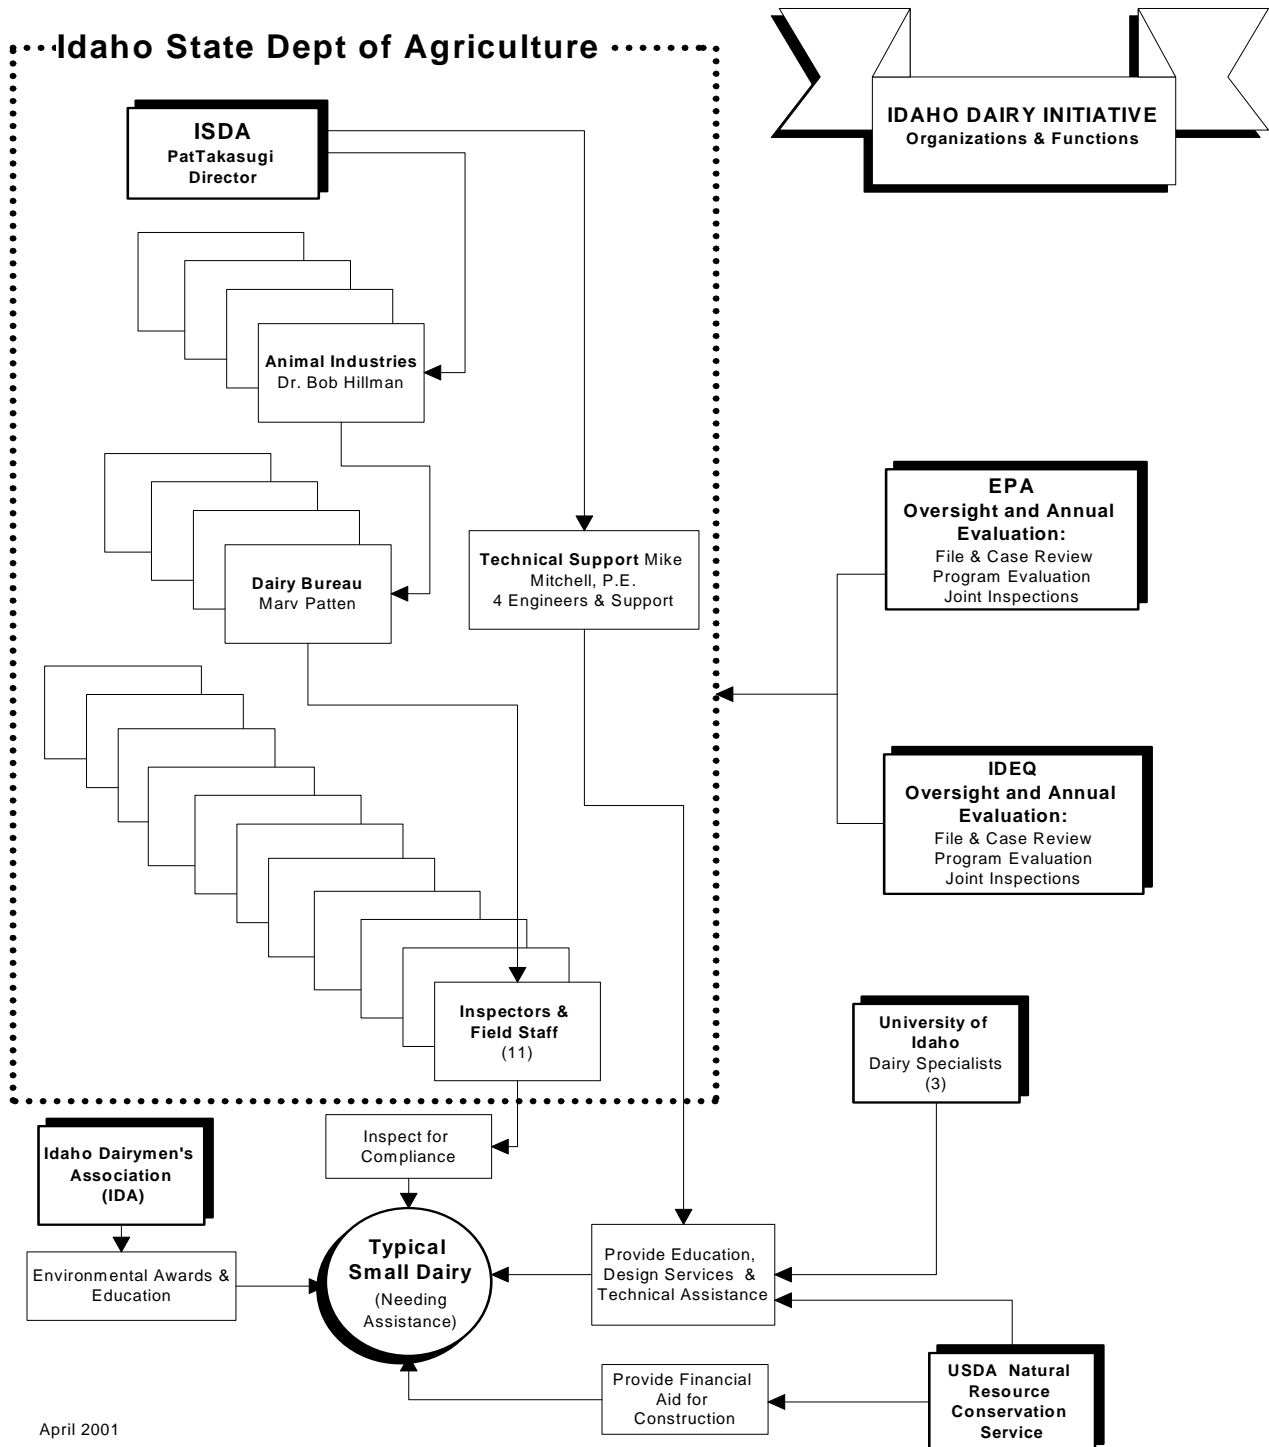 Idaho State Dept of Agriculture
IDAHO DAIRY INITIATIVE
Organizations & Functions
ISDA
PatTakasugi
Director
Animal Industries
Dr. Bob Hillman
Dairy Bureau
Marv Patten
Technical Support Mike
Mitchell, P.E.
4 Engineers & Support
EPA
Oversight and Annual
Evaluation:
File & Case Review
Program Evaluation
Joint Inspections
IDEQ
Oversight and Annual
Evaluation:
File & Case Review
Program Evaluation
Joint Inspections
Inspectors &
Field Staff
(11)
University of
Idaho
Dairy Specialists
(3)
Idaho Dairymen's
Association
(IDA)
Inspect for
Compliance
Environmental Awards &
Education
Typical
Small Dairy
(Needing
Assistance)
Provide Education,
Design Services &
Technical Assistance
Provide Financial
Aid for
Construction
USDA Natural
Resource
Conservation
Service
April 2001